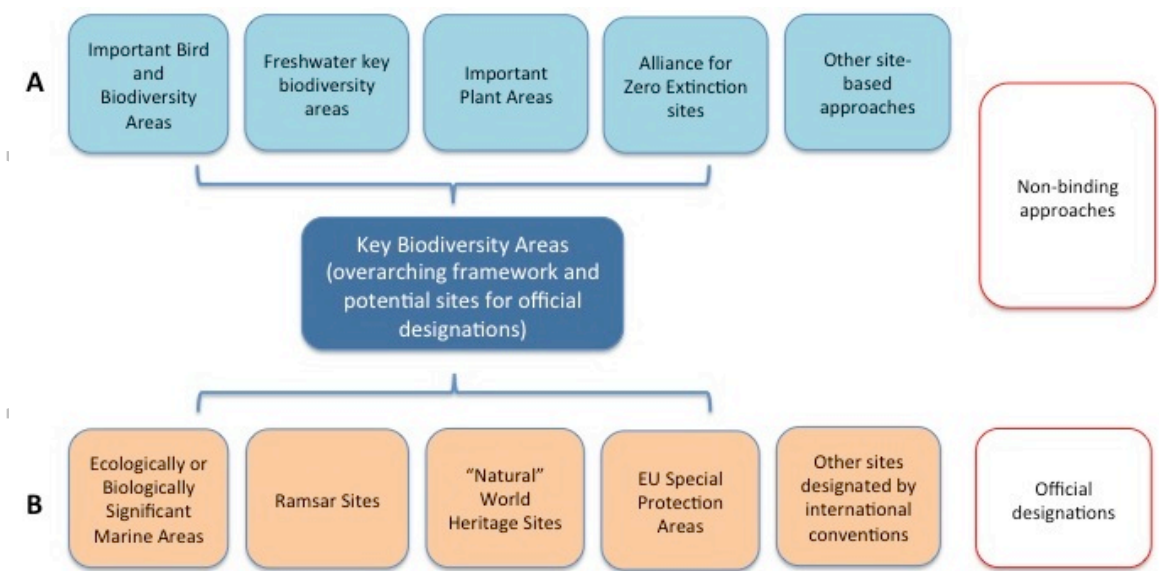 A
Important Bird
and
Biodiversity
Areas
Freshwater key
biodiversity
areas
Important
Plant Areas
Alliance for
Zero Extinction
sites
Other site-
based
approaches
Non-binding
approaches
Key Biodiversity Areas
(overarching framework and
potential sites for official
designations)
B
Ecologically or
Biologically
Significant
Marine Areas
Ramsar Sites
“Natural”
World
Heritage Sites
EU Special
Protection
Areas
Other sites
designated by
international
conventions
Official
designations